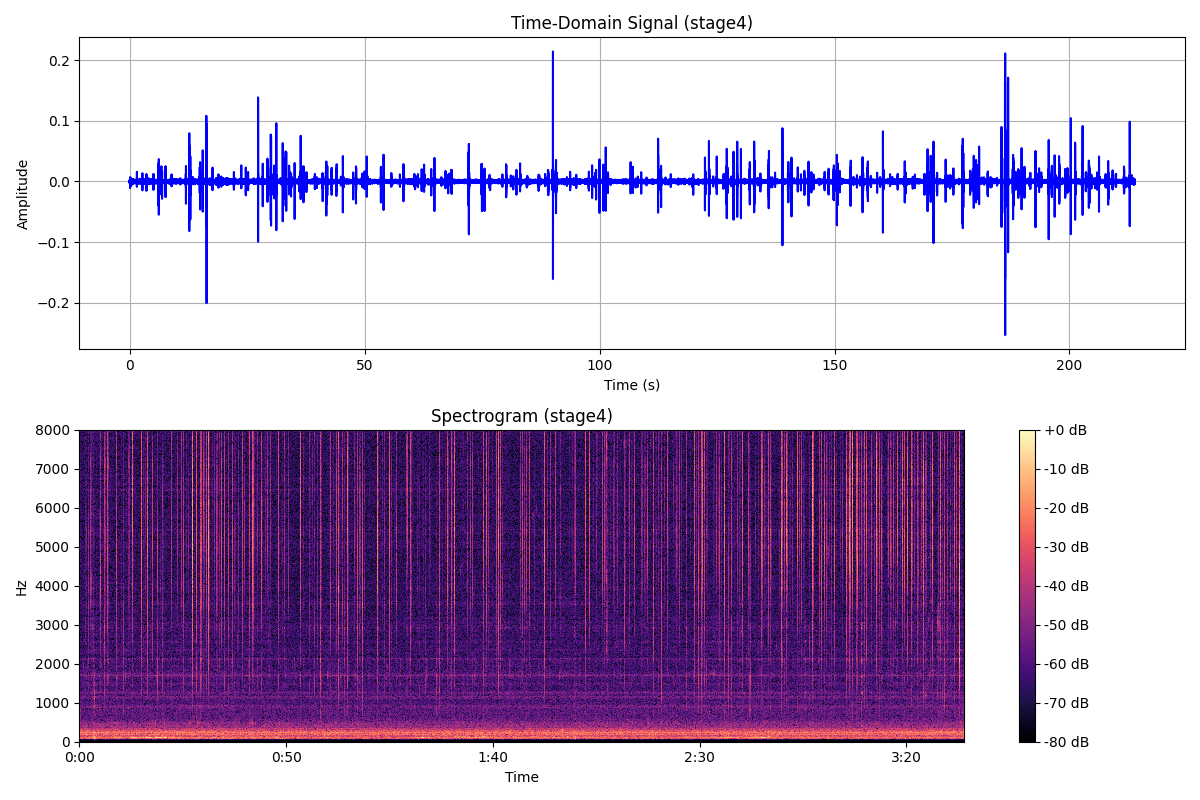 Time-Domain Signal (stage4)
0.2
0.1
0.0
−0.1
−0.2
Amplitude
0 50 100 150 200
Time (s)
Spectrogram (stage4)
8000
7000
6000
5000
4000
3000
2000
1000
0
Hz
0:00 0:50 1:40 2:30 3:20
Time
+0 dB
-10 dB
-20 dB
-30 dB
-40 dB
-50 dB
-60 dB
-70 dB
-80 dB